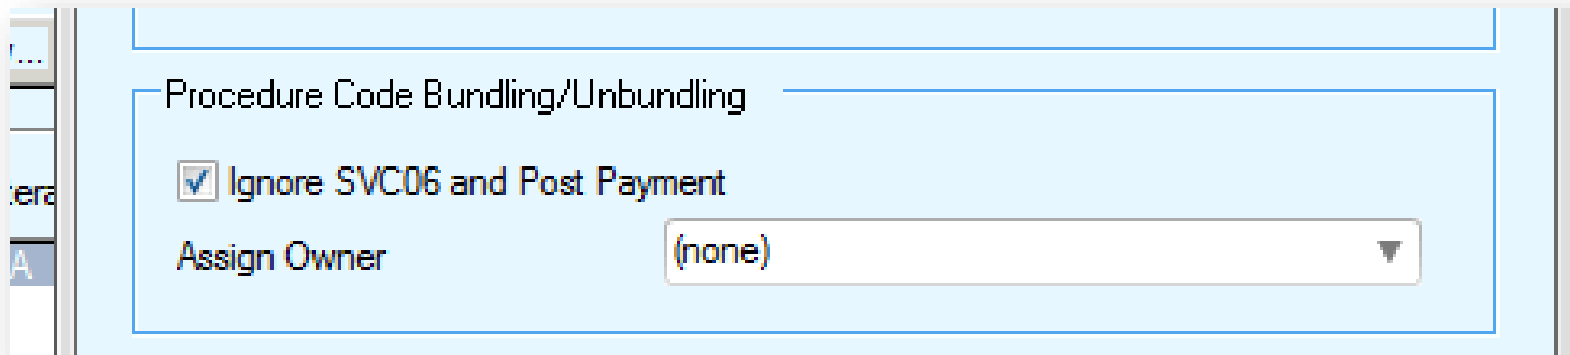 Procedure Code Bundling/Unbundling
Ignore SVC06 and Post Payment
Assign Owner (none)
A